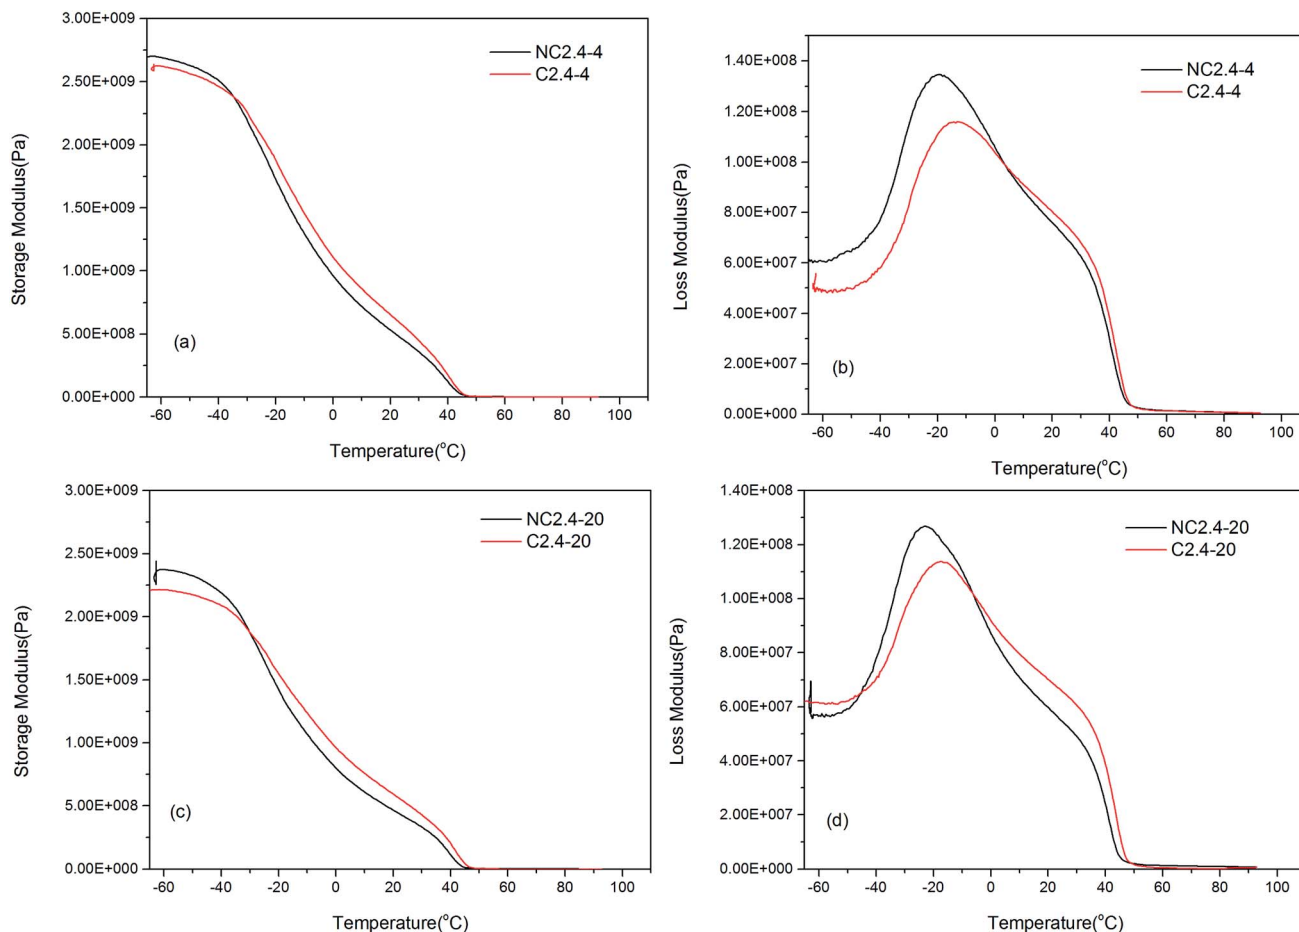 3.00E+009
2.50E+009
2.00E+009
1.50E+009
1.00E+009
5.00E+008
0.00E+000
Storage Modulus(Pa)
NC2.4-4
C2.4-4
(a)
-60 -40 -20 0 20 40 60 80 100
Temperature(°C)
1.40E+008
1.20E+008
1.00E+008
8.00E+007
6.00E+007
4.00E+007
2.00E+007
0.00E+000
Loss Modulus(Pa)
NC2.4-4
C2.4-4
(b)
-60 -40 -20 0 20 40 60 80 100
Temperature(°C)
3.00E+009
2.50E+009
2.00E+009
1.50E+009
1.00E+009
5.00E+008
0.00E+000
Storage Modulus(Pa)
NC2.4-20
C2.4-20
(c)
-60 -40 -20 0 20 40 60 80 100
Temperature(°C)
1.40E+008
1.20E+008
1.00E+008
8.00E+007
6.00E+007
4.00E+007
2.00E+007
0.00E+000
Loss Modulus(Pa)
NC2.4-20
C2.4-20
(d)
-60 -40 -20 0 20 40 60 80 100
Temperature(°C)